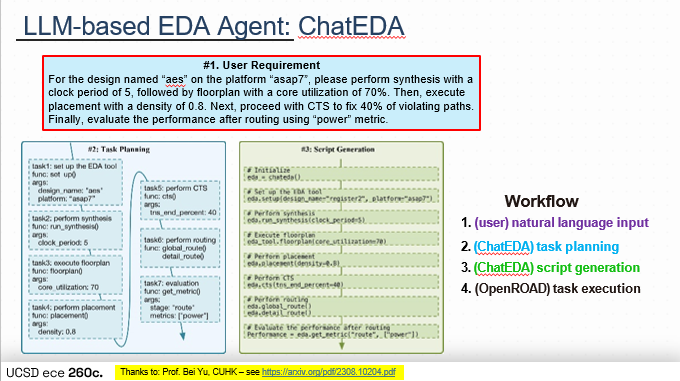 LLM-based EDA Agent: ChatEDA
#1. User Requirement
For the design named “aes” on the platform “asap7”, please perform synthesis with a
clock period of 5, followed by floorplan with a core utilization of 70%. Then, execute
placement with a density of 0.8. Next, proceed with CTS to fix 40% of violating paths.
Finally, evaluate the performance after routing using “power” metric.
#2: Task Planning
task1: set up the EDA tool
func: set_up()
args:
design_name: "aes"
platform: "asap7"
task2: perform synthesis
func: run_synthesis()
args:
clock_period: 5
task3: execute floorplan
func: floorplan()
args:
core_utilization: 70
task4: perform placement
func: placement()
args:
density: 0.8
task5: perform CTS
func: cts()
args:
tns_end_percent: 40
task6: perform routing
func: global_route()
detail_route()
task7: evaluation
func: get_metric()
args:
stage: "route"
metrics: ["power"]
#3: Script Generation
# Initialize
eda = chateda()
# Set up the EDA tool
eda.setup(design_name="register2", platform="asap7")
# Perform synthesis
eda.run_synthesis(clock_period=5)
# Execute floorplan
eda_tool.floorplan(core_utilization=70)
# Perform placement
eda.placement(density=0.8)
# Perform CTS
eda.cts(tns_end_percent=40)
# Perform routing
eda.global_route()
eda.detail_route()
# Evaluate the performance after routing
Performance = eda.get_metric("route", ["power"])
Workflow
1. (user) natural language input
2. (ChatEDA) task planning
3. (ChatEDA) script generation
4. (OpenROAD) task execution
UCSD ece 260c.
Thanks to: Prof. Bei Yu, CUHK – see https://arxiv.org/pdf/2308.10204.pdf